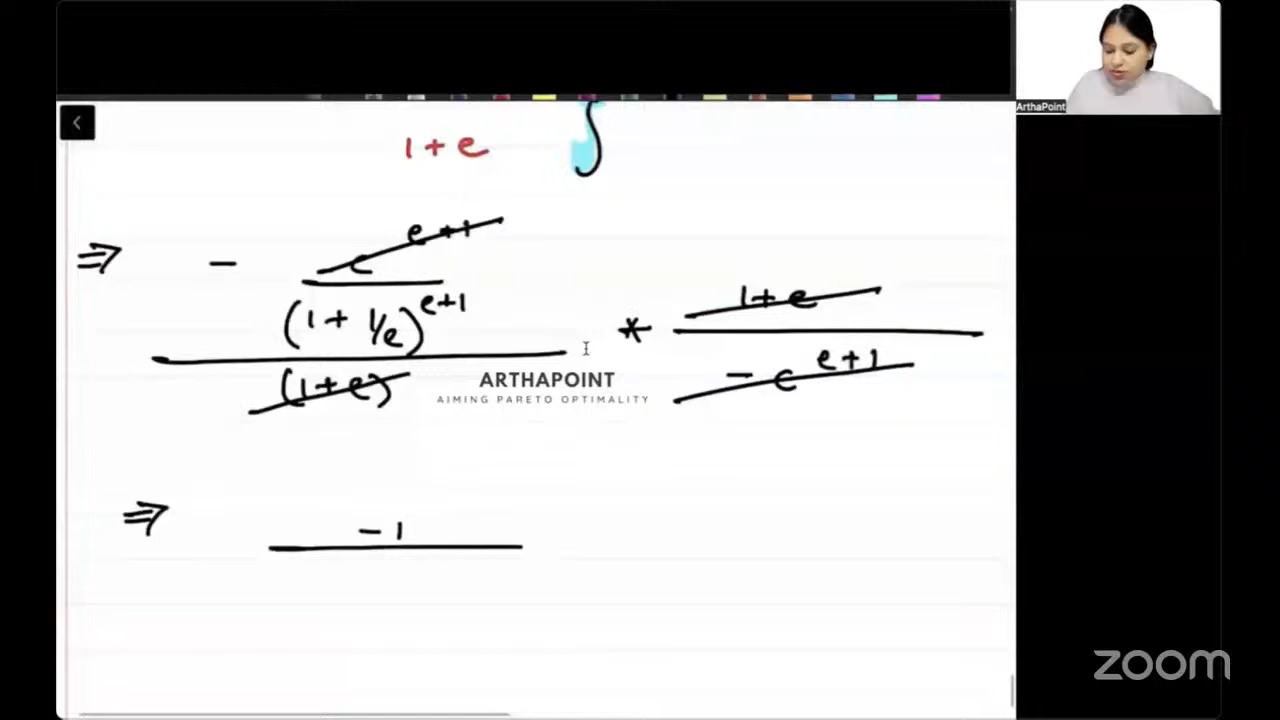 ArthaPoint
1 + e
⇒ - c^(e+1) / (1 + 1/e)^(e+1) / (1+e) * 1+e / - c^(e+1)
ARTHAPOINT
AIMING PARETO OPTIMALITY
⇒ - 1
zoom